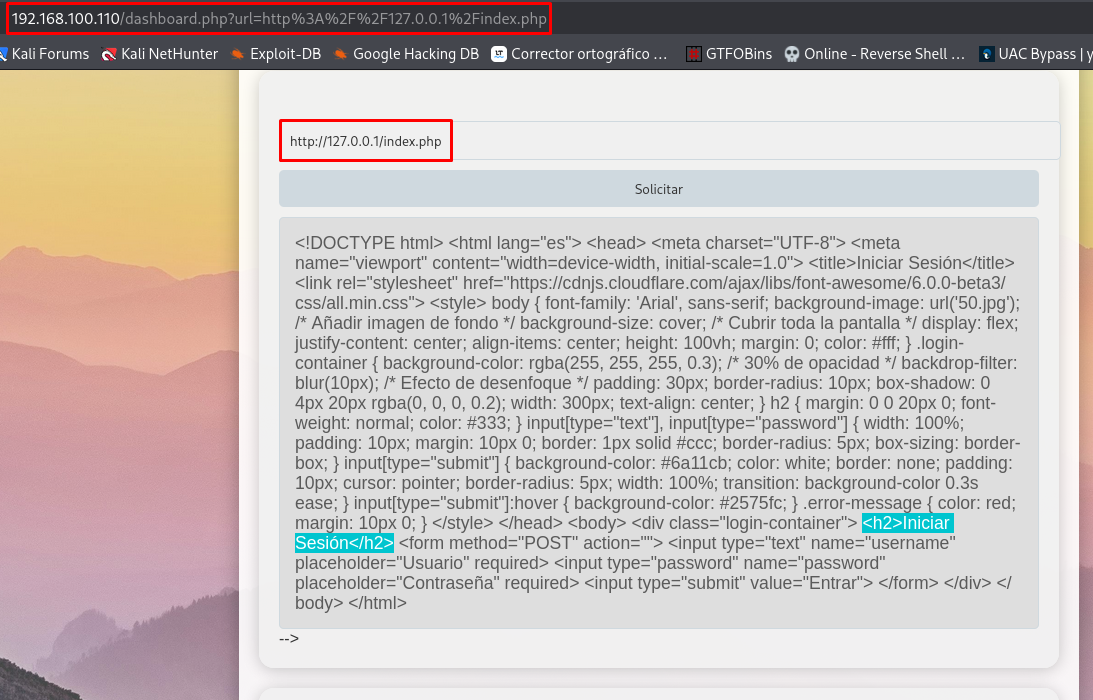 192.168.100.110/dashboard.php?url=http%3A%2F%2F127.0.0.1%2Findex.php
Kali Forums Kali NetHunter Exploit-DB Google Hacking DB Corrector ortográfico … GTFOBins Online - Reverse Shell … UAC Bypass | y
http://127.0.0.1/index.php
Solicitar
<!DOCTYPE html> <html lang="es"> <head> <meta charset="UTF-8"> <meta
name="viewport" content="width=device-width, initial-scale=1.0"> <title>Iniciar Sesión</title>
<link rel="stylesheet" href="https://cdnjs.cloudflare.com/ajax/libs/font-awesome/6.0.0-beta3/
css/all.min.css"> <style> body { font-family: 'Arial', sans-serif; background-image: url('50.jpg');
/* Añadir imagen de fondo */ background-size: cover; /* Cubrir toda la pantalla */ display: flex;
justify-content: center; align-items: center; height: 100vh; margin: 0; color: #fff; } .login-
container { background-color: rgba(255, 255, 255, 0.3); /* 30% de opacidad */ backdrop-filter:
blur(10px); /* Efecto de desenfoque */ padding: 30px; border-radius: 10px; box-shadow: 0
4px 20px rgba(0, 0, 0, 0.2); width: 300px; text-align: center; } h2 { margin: 0 0 20px 0; font-
weight: normal; color: #333; } input[type="text"], input[type="password"] { width: 100%;
padding: 10px; margin: 10px 0; border: 1px solid #ccc; border-radius: 5px; box-sizing: border-
box; } input[type="submit"] { background-color: #6a11cb; color: white; border: none; padding:
10px; cursor: pointer; border-radius: 5px; width: 100%; transition: background-color 0.3s
ease; } input[type="submit"]:hover { background-color: #2575fc; } .error-message { color: red;
margin: 10px 0; } </style> </head> <body> <div class="login-container"> <h2>Iniciar
Sesión</h2> <form method="POST" action=""> <input type="text" name="username"
placeholder="Usuario" required> <input type="password" name="password"
placeholder="Contraseña" required> <input type="submit" value="Entrar"> </form> </div> </
body> </html>
-->